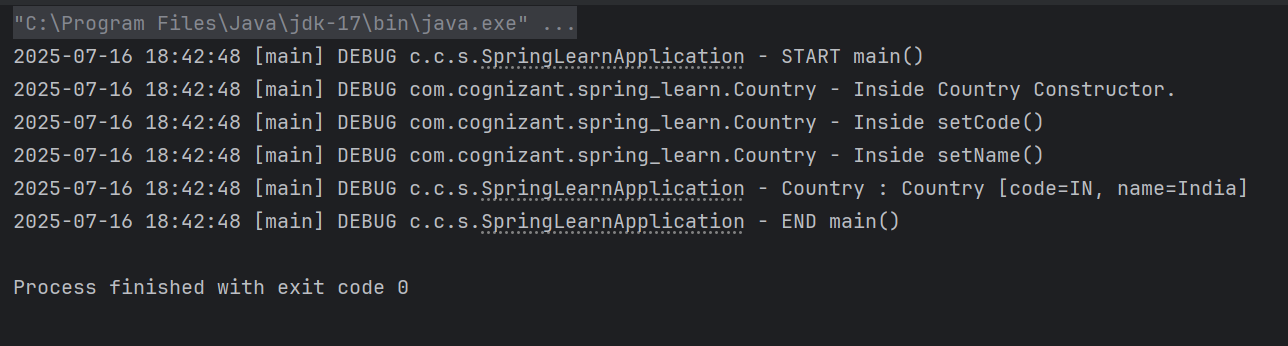 "C:\Program Files\Java\jdk-17\bin\java.exe" ...
2025-07-16 18:42:48 [main] DEBUG c.c.s.SpringLearnApplication - START main()
2025-07-16 18:42:48 [main] DEBUG com.cognizant.spring_learn.Country - Inside Country Constructor.
2025-07-16 18:42:48 [main] DEBUG com.cognizant.spring_learn.Country - Inside setCode()
2025-07-16 18:42:48 [main] DEBUG com.cognizant.spring_learn.Country - Inside setName()
2025-07-16 18:42:48 [main] DEBUG c.c.s.SpringLearnApplication - Country : Country [code=IN, name=India]
2025-07-16 18:42:48 [main] DEBUG c.c.s.SpringLearnApplication - END main()
Process finished with exit code 0